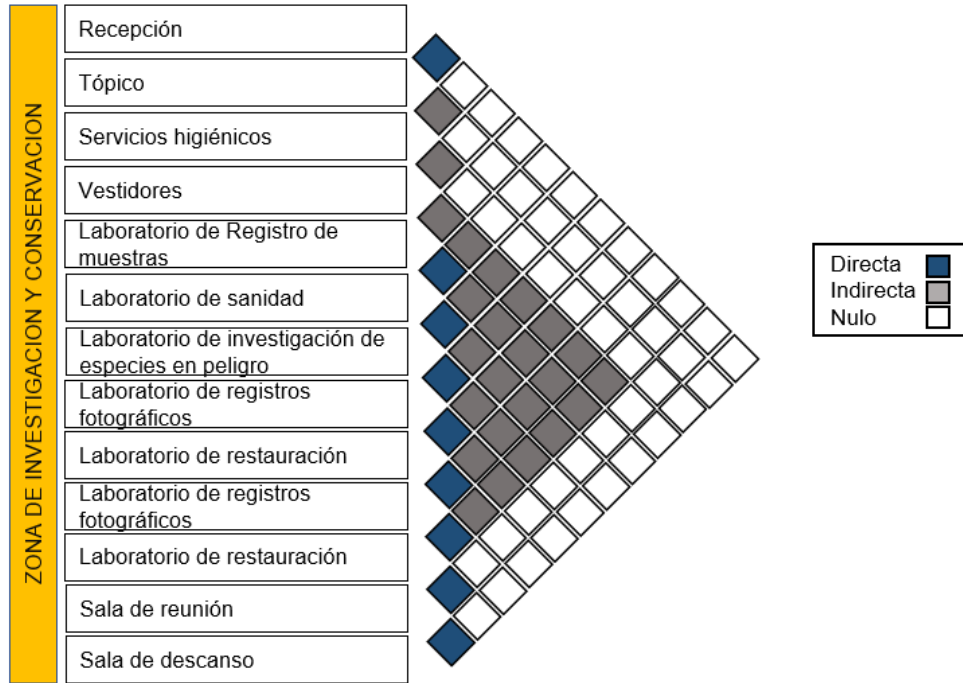 ZONA DE INVESTIGACION Y CONSERVACION
Recepción
Tópico
Servicios higiénicos
Vestidores
Laboratorio de Registro de
muestras
Laboratorio de sanidad
Laboratorio de investigación de
especies en peligro
Laboratorio de registros
fotográficos
Laboratorio de restauración
Laboratorio de registros
fotográficos
Laboratorio de restauración
Sala de reunión
Sala de descanso
Directa
Indirecta
Nulo